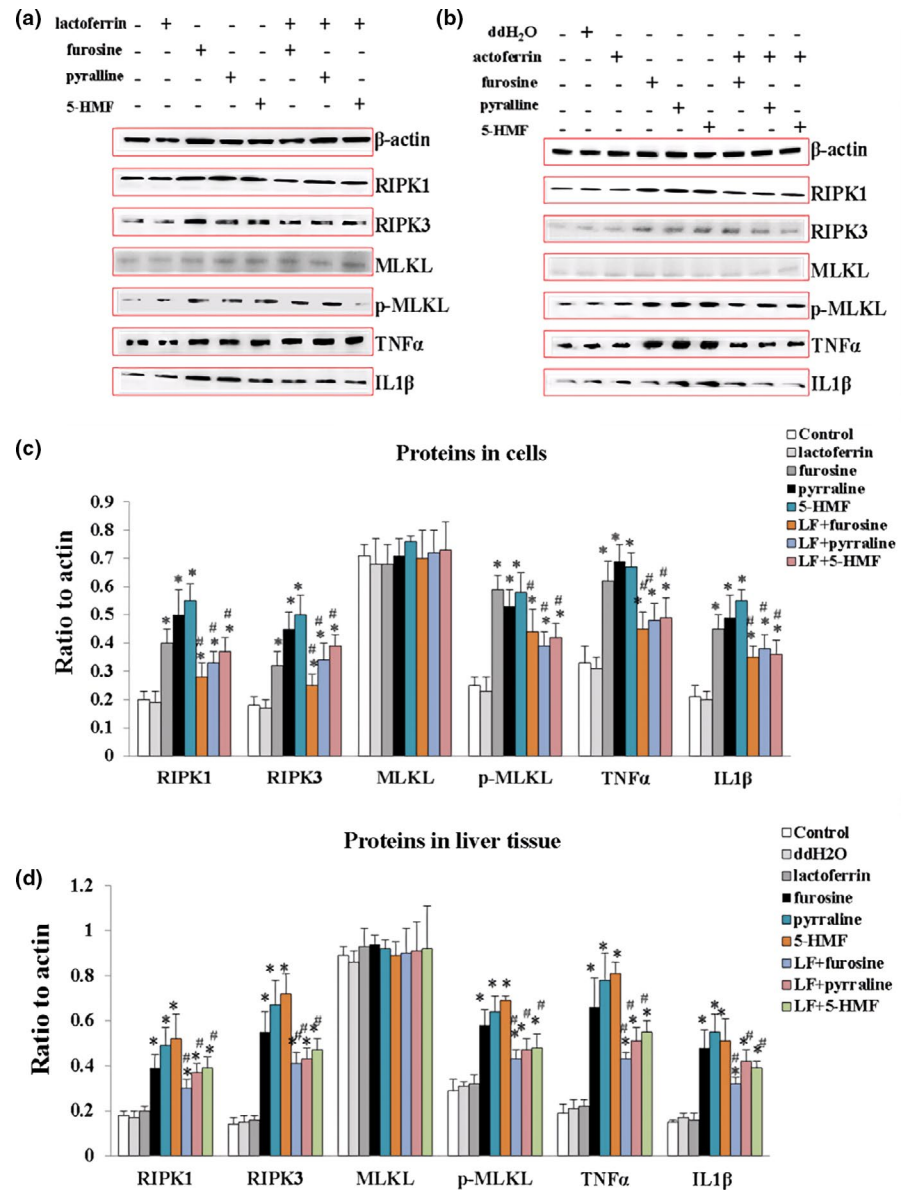 (a)
lactoferrin - + - - - + + +
furosine - - + - - + - -
pyralline - - - + - - + -
5-HMF - - - - + - - +
β-actin
RIPK1
RIPK3
MLKL
p-MLKL
TNFα
IL1β
(b)
ddH2O - + - - - - - - -
actoferrin - - + - - - + + +
furosine - - - + - - + - -
pyralline - - - - + - - + -
5-HMF - - - - - + - - +
β-actin
RIPK1
RIPK3
MLKL
p-MLKL
TNFα
IL1β
(c)
Proteins in cells
Control
lactoferrin
furosine
pyrraline
5-HMF
LF+furosine
LF+pyrraline
LF+5-HMF
Ratio to actin
0.9
0.8
0.7
0.6
0.5
0.4
0.3
0.2
0.1
0
* * * # * # * # *
* * * # * # * # *
* * * # * # * # *
* * * # * # * # *
* * * # * # * # *
RIPK1 RIPK3 MLKL p-MLKL TNFα IL1β
(d)
Proteins in liver tissue
Control
ddH2O
lactoferrin
furosine
pyrraline
5-HMF
LF+furosine
LF+pyrraline
LF+5-HMF
Ratio to actin
1.2
0.9
0.6
0.4
0.2
0
* * * # * # * # *
* * * # * # * # *
* * * # * # * # *
* * * # * # * # *
* * * # * # * # *
RIPK1 RIPK3 MLKL p-MLKL TNFα IL1β